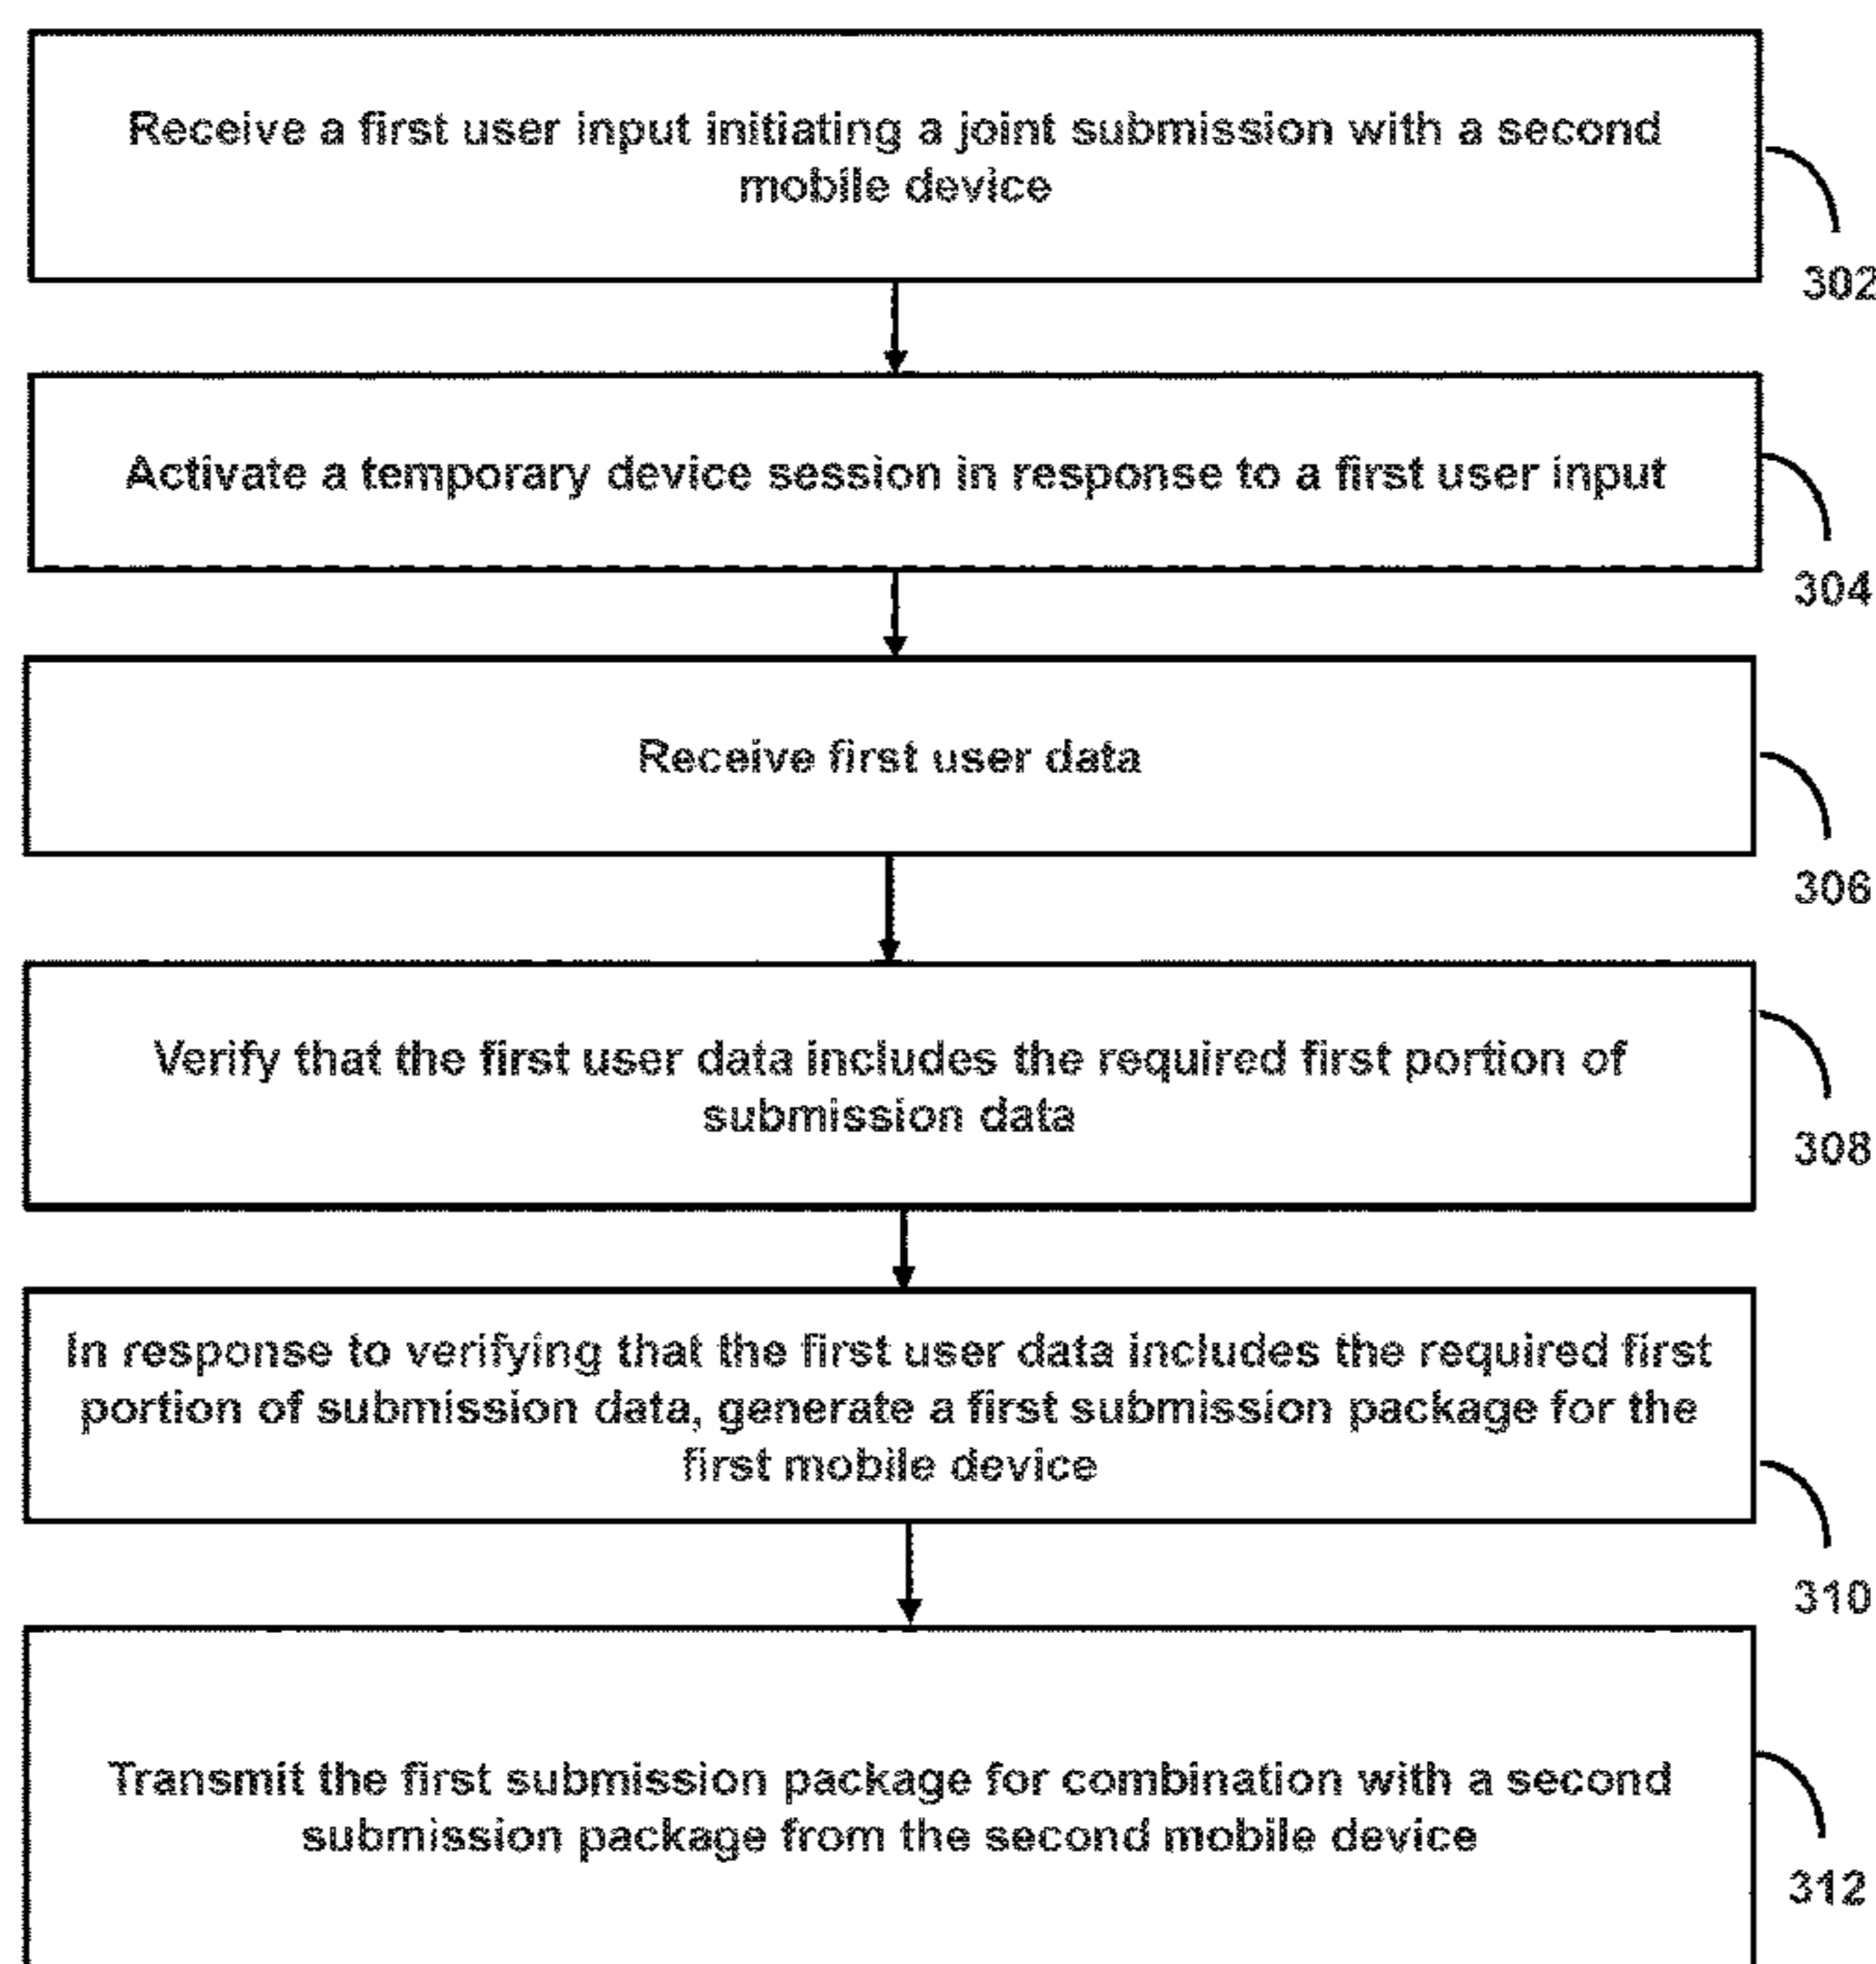 Receive a first user input initiating a joint submission with a second
mobile device
302
Activate a temporary device session in response to a first user input
304
Receive first user data
306
Verify that the first user data includes the required first portion of
submission data
308
In response to verifying that the first user data includes the required first
portion of submission data, generate a first submission package for the
first mobile device
310
Transmit the first submission package for combination with a second
submission package from the second mobile device
312